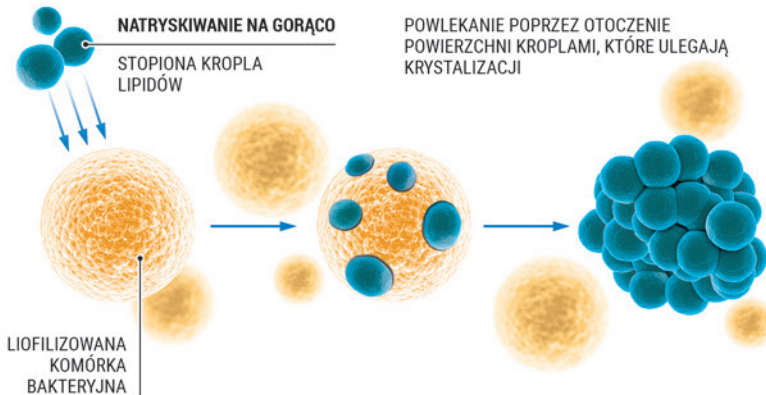 NATRYSKIWANIE NA GORĄCO
STOPIONA KROPLA
LIPIDÓW
POWLEKANIE POPRZEZ OTOCZENIE
POWIERZCHNI KROPLAMI, KTÓRE ULEGAJĄ
KRYSTALIZACJI
LIOFILIZOWANA
KOMÓRKA
BAKTERYJNA